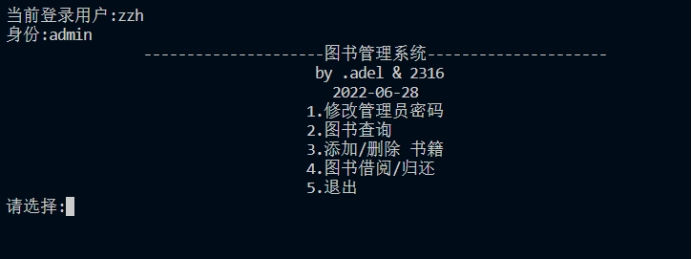 当前登录用户:zzh
身份:admin
---------------------图书管理系统---------------------
by .adel & 2316
2022-06-28
1.修改管理员密码
2.图书查询
3.添加/删除 书籍
4.图书借阅/归还
5.退出
请选择: